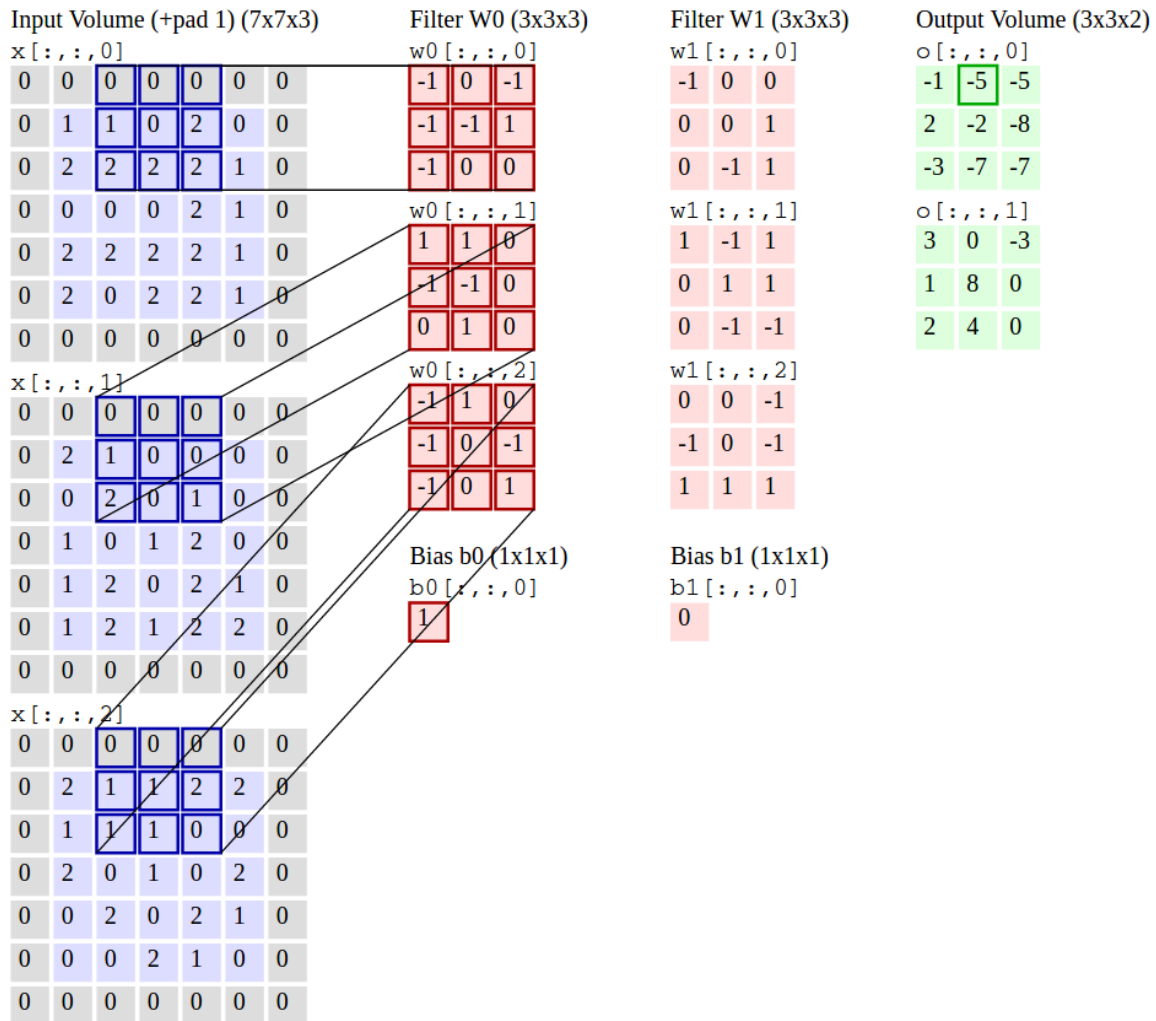 Input Volume (+pad 1) (7x7x3) Filter W0 (3x3x3) Filter W1 (3x3x3) Output Volume (3x3x2)
x[:,:,0] w0[:,:,0] w1[:,:,0] o[:,:,0]
0 0 0 0 0 0 0 -1 0 -1 -1 0 0 -1 -5 -5
0 1 1 0 2 0 0 -1 -1 1 0 0 1 2 -2 -8
0 2 2 2 2 1 0 -1 0 0 0 -1 1 -3 -7 -7
0 0 0 0 2 1 0 w0[:,:,1] w1[:,:,1] o[:,:,1]
0 2 2 2 2 1 0 1 1 0 1 -1 1 3 0 -3
0 2 0 2 2 1 0 -1 -1 0 0 1 1 1 8 0
0 0 0 0 0 0 0 0 1 0 0 -1 -1 2 4 0
x[:,:,1] w0[:,:,2] w1[:,:,2]
0 0 0 0 0 0 0 -1 1 0 0 0 -1
0 2 1 0 0 0 0 -1 0 -1 -1 0 -1
0 0 2 0 1 0 0 -1 0 1 1 1 1
0 1 0 1 2 0 0 Bias b0 (1x1x1) Bias b1 (1x1x1)
0 1 2 0 2 1 0 b0[:,:,0] b1[:,:,0]
0 1 2 1 2 2 0 1 0
0 0 0 0 0 0 0
x[:,:,2]
0 0 0 0 0 0 0
0 2 1 1 2 2 0
0 1 1 1 0 0 0
0 2 0 1 0 2 0
0 0 2 0 2 1 0
0 0 0 2 1 0 0
0 0 0 0 0 0 0